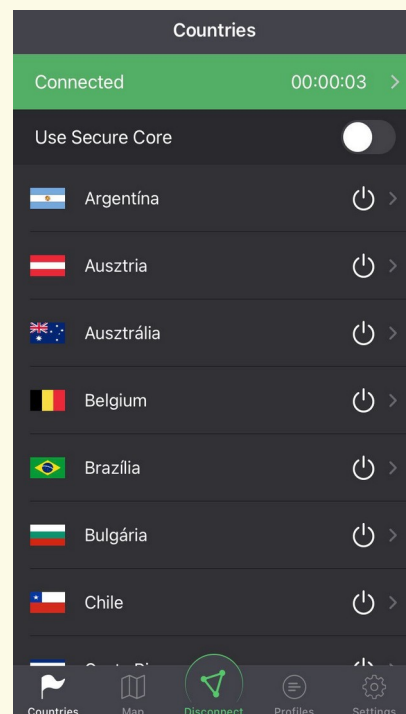 Countries
Connected 00:00:03
Use Secure Core
Argentína
Ausztria
Ausztrália
Belgium
Brazília
Bulgária
Chile
Countries Map Disconnect Profiles Settings